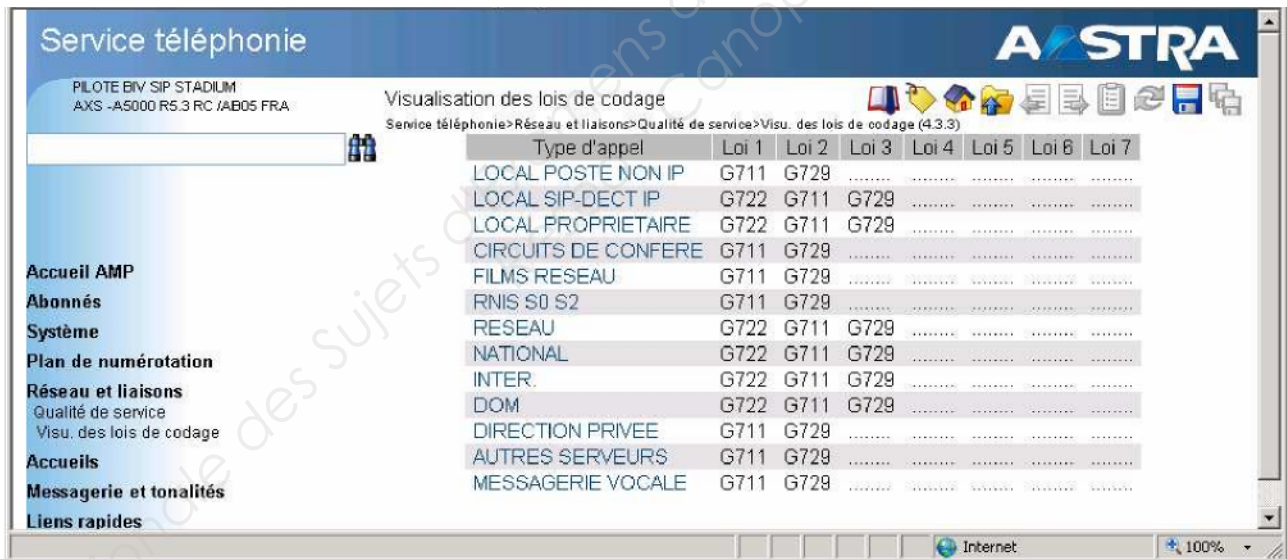 Service téléphonie
AASTRA
PILOTE BIV SIP STADIUM
AXS -A5000 R5.3 RC /AB05 FRA
Visualisation des lois de codage
Service téléphonie>Réseau et liaisons>Qualité de service>Visu. des lois de codage (4.3.3)
Type d'appel Loi 1 Loi 2 Loi 3 Loi 4 Loi 5 Loi 6 Loi 7
LOCAL POSTE NON IP G711 G729 ........ ........ ........ ........ ........
LOCAL SIP-DECT IP G722 G711 G729 ........ ........ ........ ........
LOCAL PROPRIETAIRE G722 G711 G729 ........ ........ ........ ........
CIRCUITS DE CONFERE G711 G729 ........ ........ ........ ........ ........
FILMS RESEAU G711 G729 ........ ........ ........ ........ ........
RNIS S0 S2 G711 G729 ........ ........ ........ ........ ........
RESEAU G722 G711 G729 ........ ........ ........ ........
NATIONAL G722 G711 G729 ........ ........ ........ ........
INTER. G722 G711 G729 ........ ........ ........ ........
DOM G722 G711 G729 ........ ........ ........ ........
DIRECTION PRIVEE G711 G729 ........ ........ ........ ........ ........
AUTRES SERVEURS G711 G729 ........ ........ ........ ........ ........
MESSAGERIE VOCALE G711 G729 ........ ........ ........ ........ ........
Accueil AMP
Abonnés
Système
Plan de numérotation
Réseau et liaisons
Qualité de service
Visu. des lois de codage
Accueils
Messagerie et tonalités
Liens rapides
Internet
100%